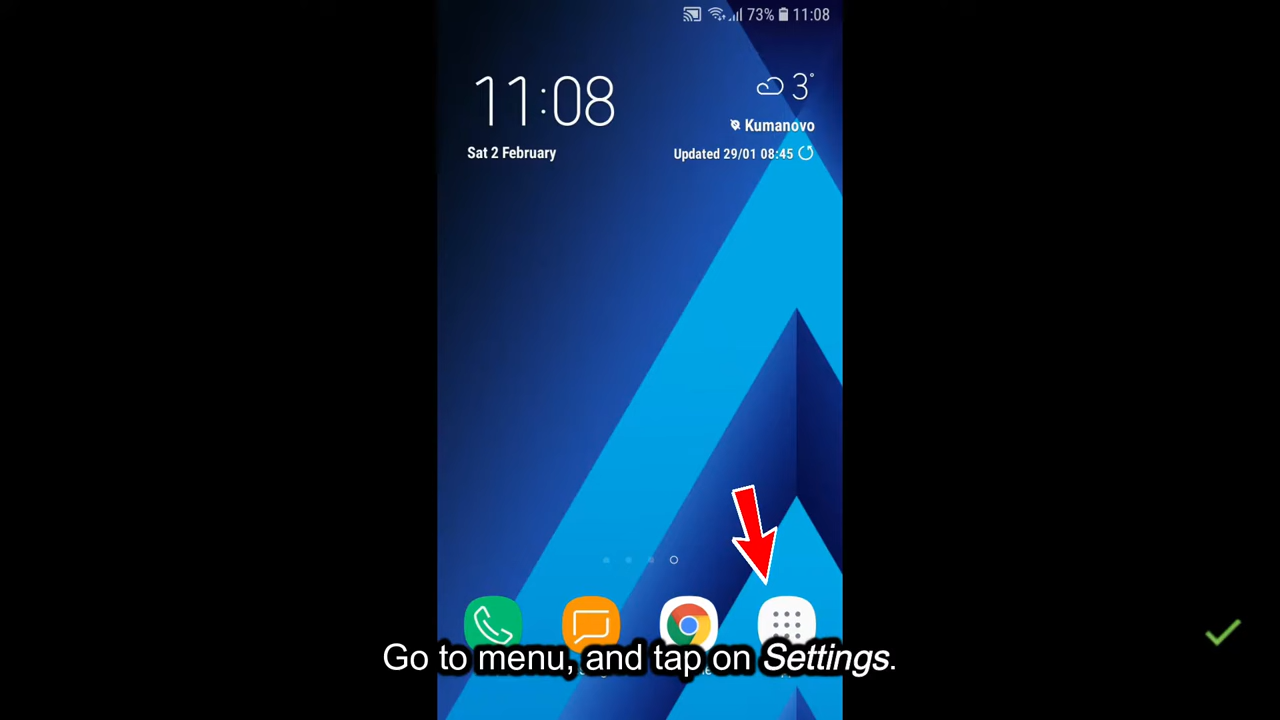 73% 11:08
11:08
3°
Kumanovo
Sat 2 February
Updated 29/01 08:45
Go to menu, and tap on Settings.